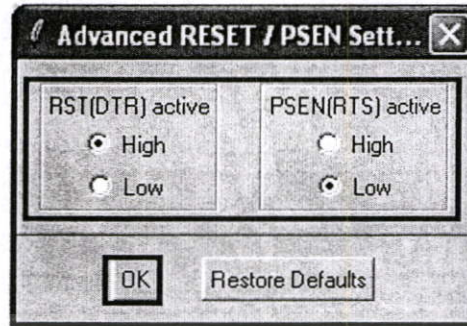 Advanced RESET / PSEN Sett...
RST(DTR) active
High
Low
PSEN(RTS) active
High
Low
OK
Restore Defaults